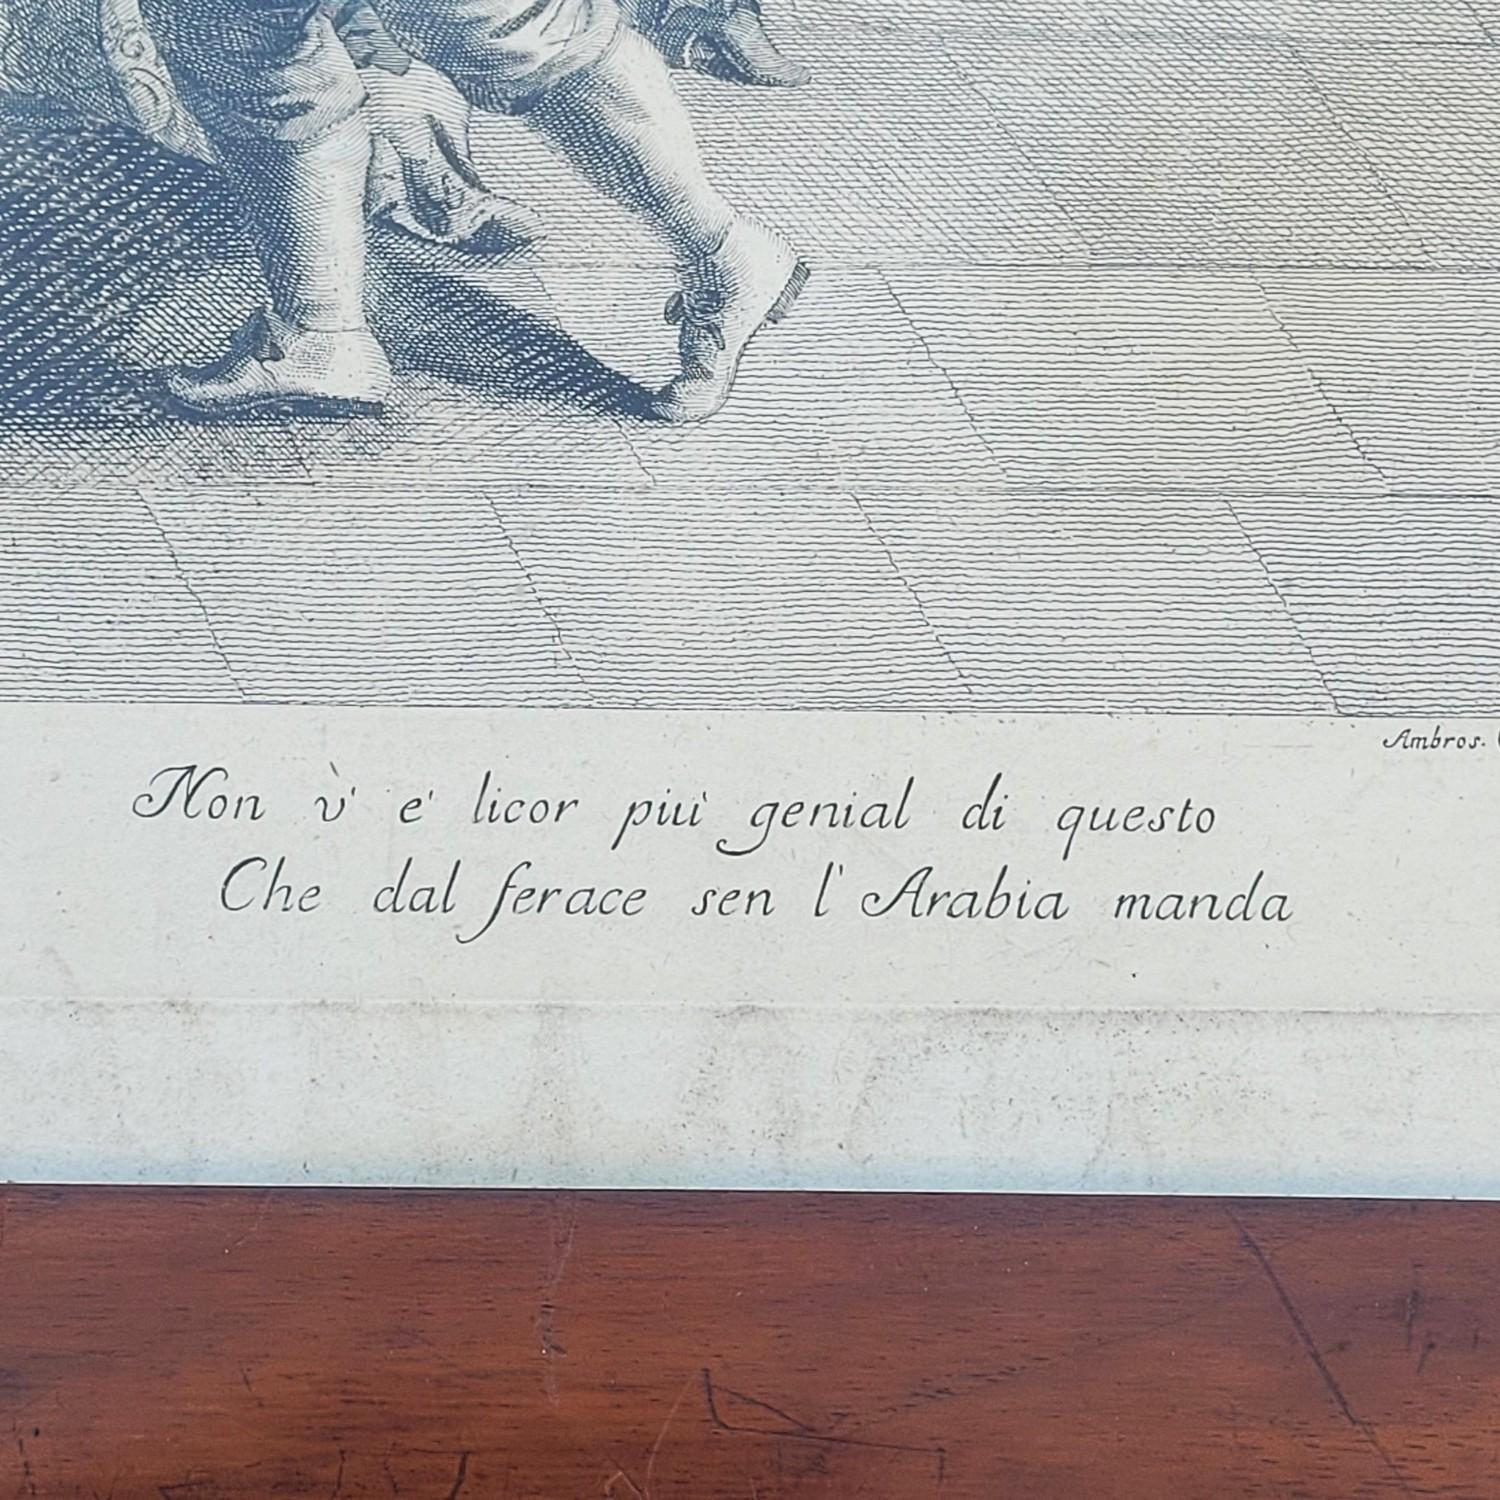 Ambros.
Non v' e' licor più genial di questo
Che dal ferace sen l' Arabia manda